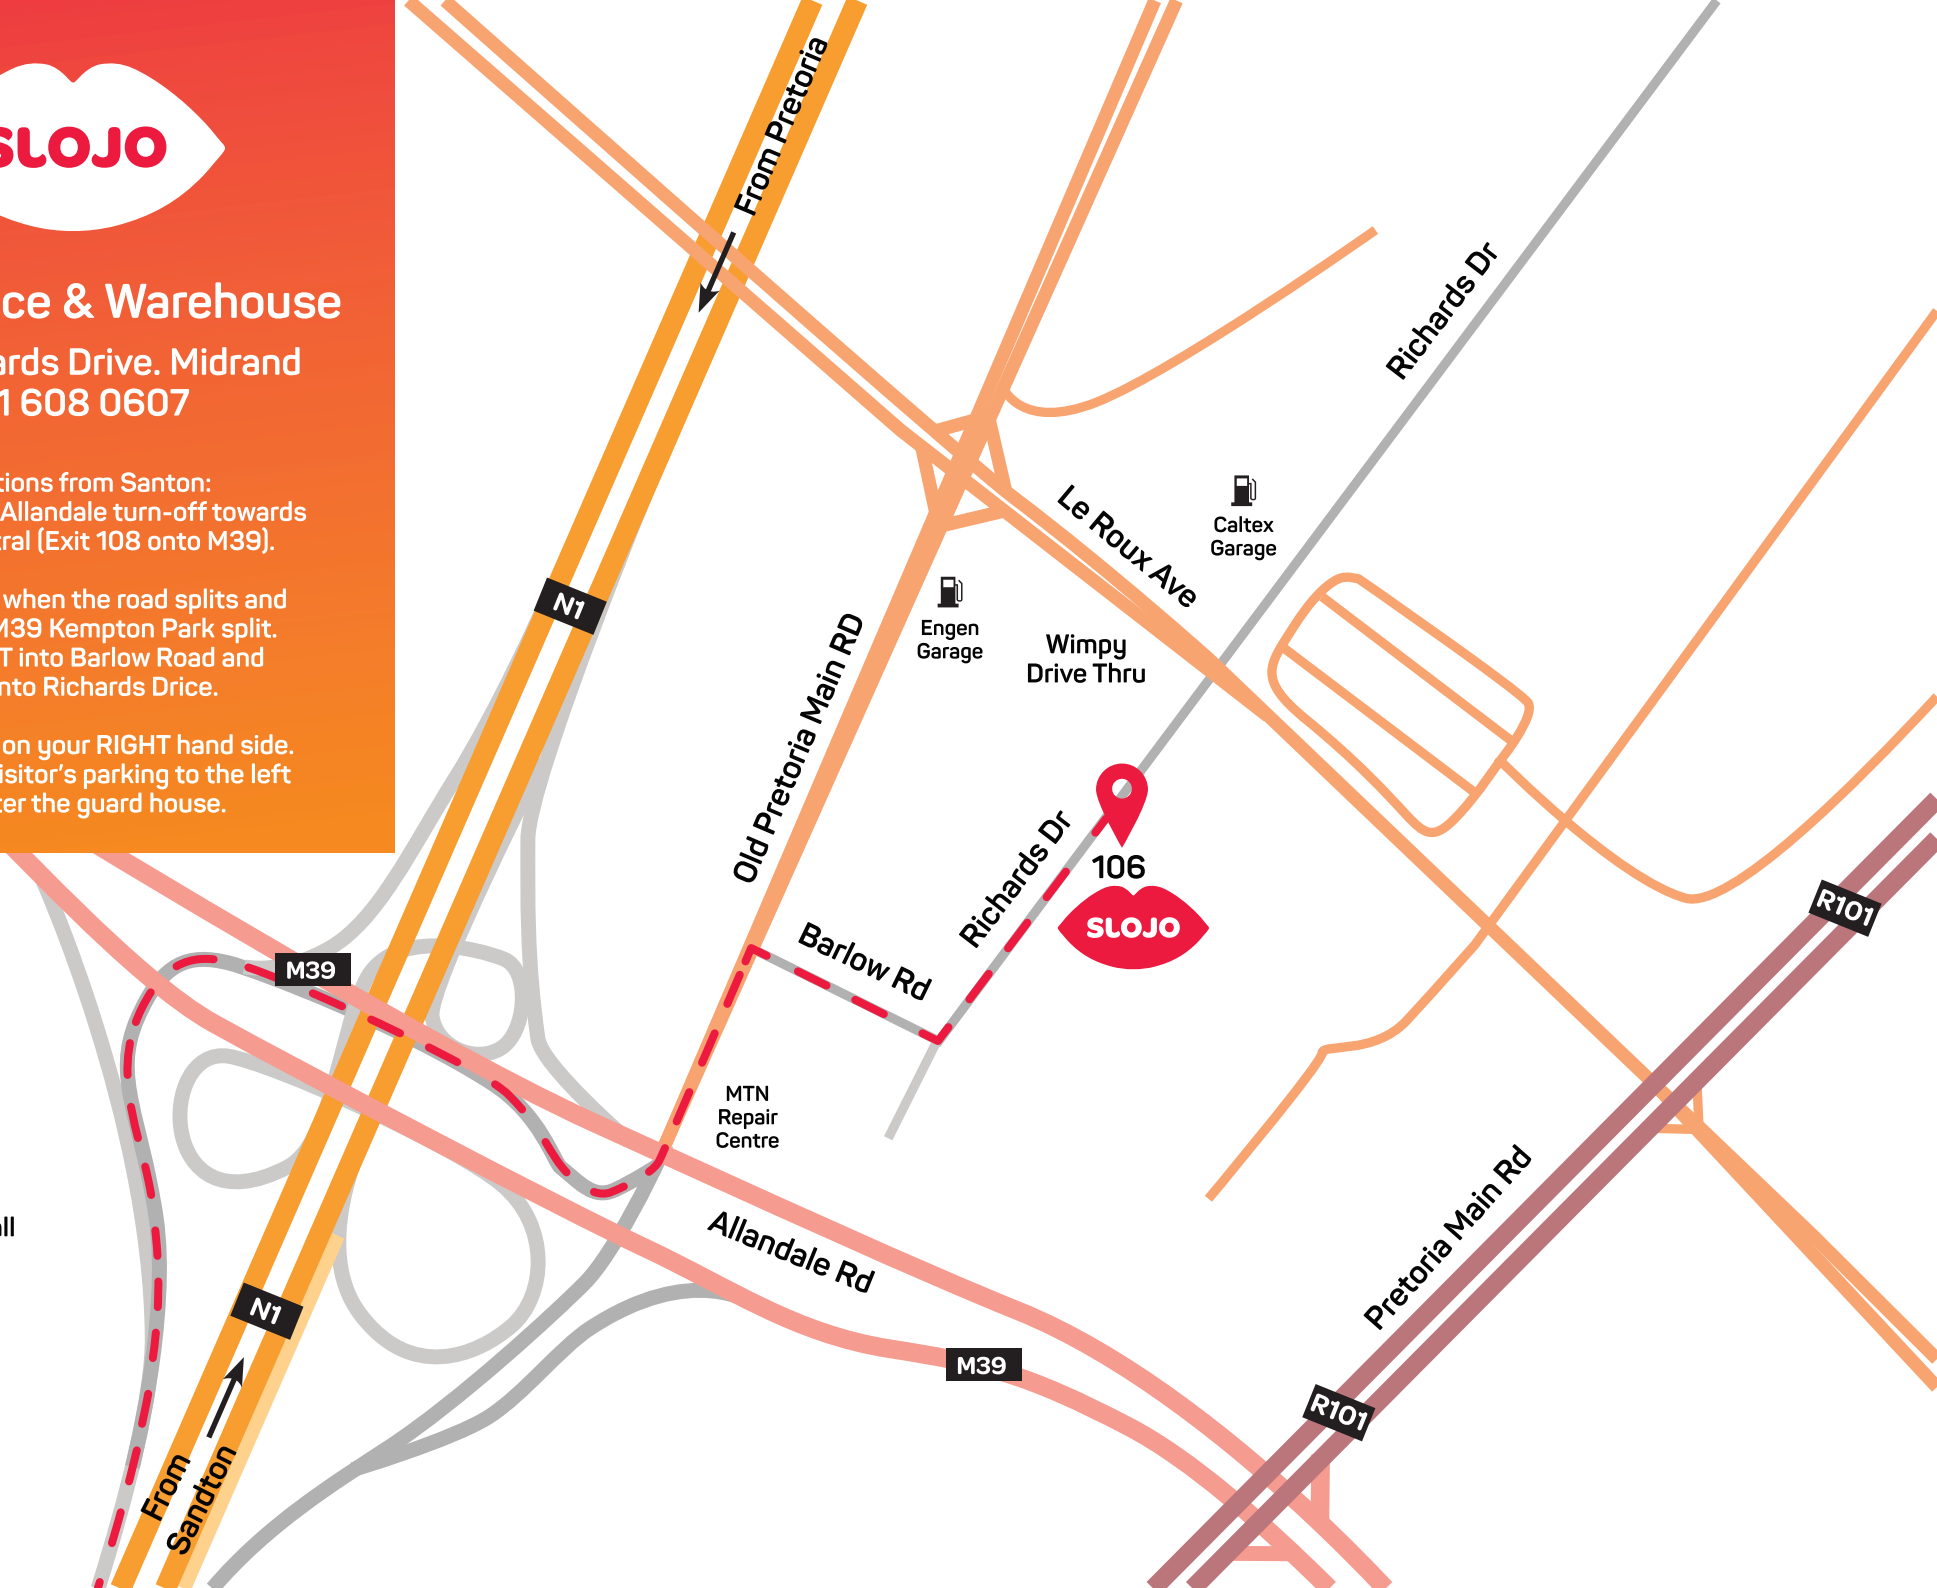 SLOJO
ce & Warehouse
ards Drive. Midrand
1 608 0607
tions from Santon:
Allandale turn-off towards
tral (Exit 108 onto M39).
when the road splits and
M39 Kempton Park split.
T into Barlow Road and
nto Richards Drice.
on your RIGHT hand side.
isitor's parking to the left
ter the guard house.
From Pretoria
Richards Dr
Le Roux Ave
Caltex
Garage
N1
Engen
Garage
Wimpy
Drive Thru
Old Pretoria Main RD
Richards Dr
106
SLOJO
R101
Barlow Rd
M39
MTN
Repair
Centre
all
Allandale Rd
Pretoria Main Rd
N1
M39
R101
From
Sandton